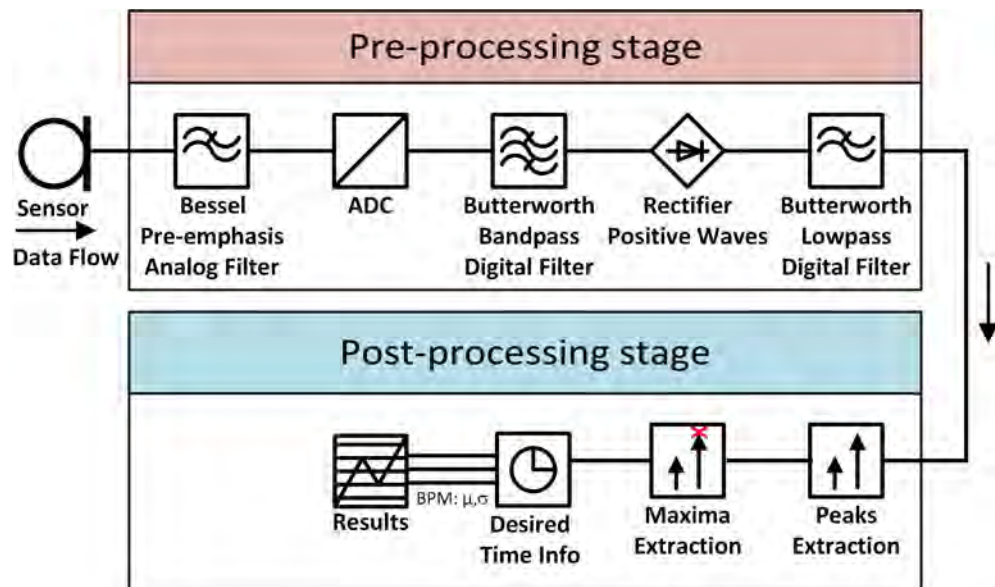 Pre-processing stage
Sensor
Data Flow
Bessel
Pre-emphasis
Analog Filter
ADC
Butterworth
Bandpass
Digital Filter
Rectifier
Positive Waves
Butterworth
Lowpass
Digital Filter
Post-processing stage
Results
BPM: μ,σ
Desired
Time Info
Maxima
Extraction
Peaks
Extraction